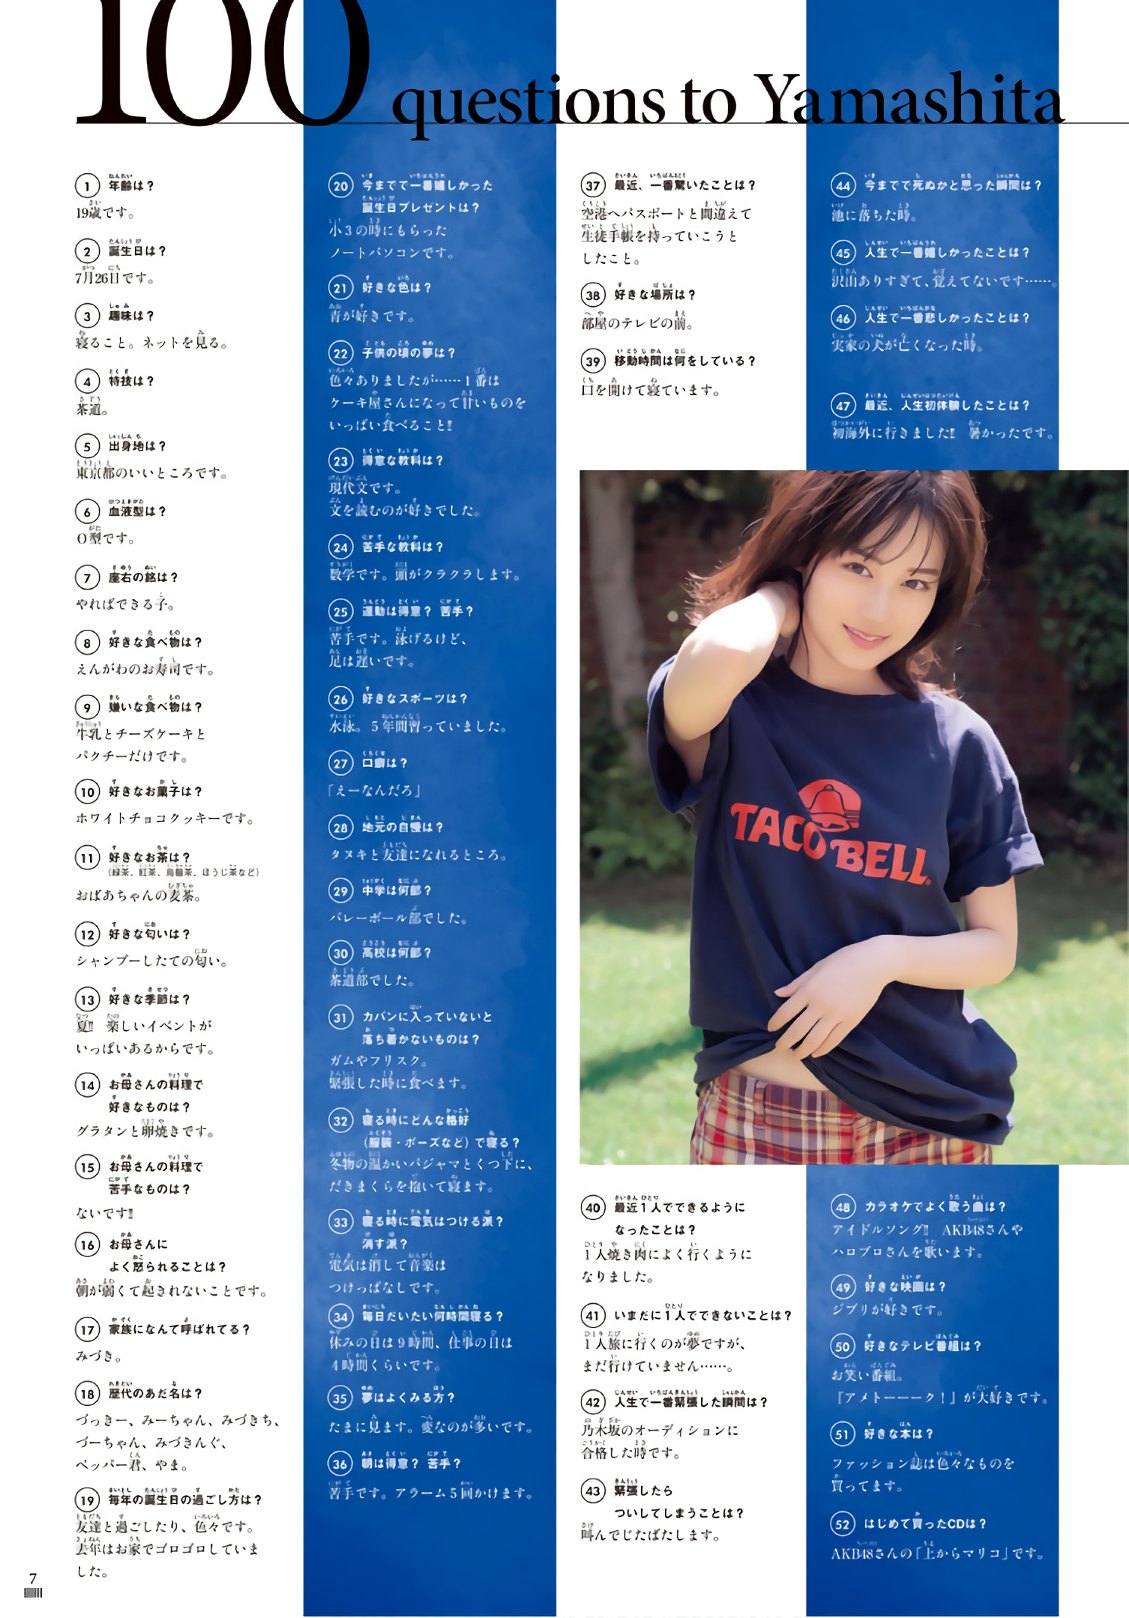 100 questions to Yamashita
1 年齢は？
19歳です。
2 誕生日は？
7月26日です。
3 趣味は？
寝ること。ネットを見る。
4 特技は？
茶道。
5 出身地は？
東京都のいいところです。
6 血液型は？
O型です。
7 座右の銘は？
やればできる子。
8 好きな食べ物は？
えんがわのお寿司です。
9 嫌いな食べ物は？
牛乳とチーズケーキと
パクチーだけです。
10 好きなお菓子は？
ホワイトチョコクッキーです。
11 好きなお茶は？
（緑茶、紅茶、烏龍茶、ほうじ茶など）
おばあちゃんの麦茶。
12 好きな匂いは？
シャンプーしたての匂い。
13 好きな季節は？
夏!! 楽しいイベントが
いっぱいあるからです。
14 お母さんの料理で
好きなものは？
グラタンと卵焼きです。
15 お母さんの料理で
苦手なものは？
ないです!!
16 お母さんに
よく怒られることは？
朝が弱くて起きれないことです。
17 家族になんて呼ばれてる？
みづき。
18 歴代のあだ名は？
づっきー、みーちゃん、みづきち、
づーちゃん、みづきんぐ、
ペッパー君、やま。
19 毎年の誕生日の過ごし方は？
友達と過ごしたり、色々です。
去年はお家でゴロゴロしていま
した。
20 今までで一番嬉しかった
誕生日プレゼントは？
小3の時にもらった
ノートパソコンです。
21 好きな色は？
青が好きです。
22 子供の頃の夢は？
色々ありましたが……1番は
ケーキ屋さんになって甘いものを
いっぱい食べること!!
23 得意な教科は？
現代文です。
文を読むのが好きでした。
24 苦手な教科は？
数学です。頭がクラクラします。
25 運動は得意？ 苦手？
苦手です。泳げるけど、
足は遅いです。
26 好きなスポーツは？
水泳。5年間習っていました。
27 口癖は？
「えーなんだろ」
28 地元の自慢は？
タヌキと友達になれるところ。
29 中学は何部？
バレーボール部でした。
30 高校は何部？
茶道部でした。
31 カバンに入っていないと
落ち着かないものは？
ガムやフリスク。
緊張した時に食べます。
32 寝る時にどんな格好
（服装・ポーズなど）で寝る？
冬物の温かいパジャマとくつ下に、
だきまくらを抱いて寝ます。
33 寝る時に電気はつける派？
消す派？
電気は消して音楽は
つけっぱなしです。
34 毎日だいたい何時間寝る？
休みの日は9時間、仕事の日は
4時間くらいです。
35 夢はよくみる方？
たまに見ます。変なのが多いです。
36 朝は得意？ 苦手？
苦手です。アラーム5回かけます。
37 最近、一番驚いたことは？
空港へパスポートと間違えて
生徒手帳を持っていこうと
したこと。
38 好きな場所は？
部屋のテレビの前。
39 移動時間は何をしている？
口を開けて寝ています。
40 最近1人でできるように
なったことは？
1人焼き肉によく行くように
なりました。
41 いまだに1人でできないことは？
1人旅に行くのが夢ですが、
まだ行けていません……。
42 人生で一番緊張した瞬間は？
乃木坂のオーディションに
合格した時です。
43 緊張したら
ついしてしまうことは？
叫んでじたばたします。
44 今までで死ぬかと思った瞬間は？
池に落ちた時。
45 人生で一番嬉しかったことは？
沢山ありすぎて、覚えてないです……。
46 人生で一番悲しかったことは？
実家の犬が亡くなった時。
47 最近、人生初体験したことは？
初海外に行きました!! 暑かったです。
TACO BELL
48 カラオケでよく歌う曲は？
アイドルソング!! AKB48さんや
ハロプロさんを歌います。
49 好きな映画は？
ジブリが好きです。
50 好きなテレビ番組は？
お笑い番組。
『アメトーーーク！』が大好きです。
51 好きな本は？
ファッション誌は色々なものを
買ってます。
52 はじめて買ったCDは？
AKB48さんの「上からマリコ」です。
7